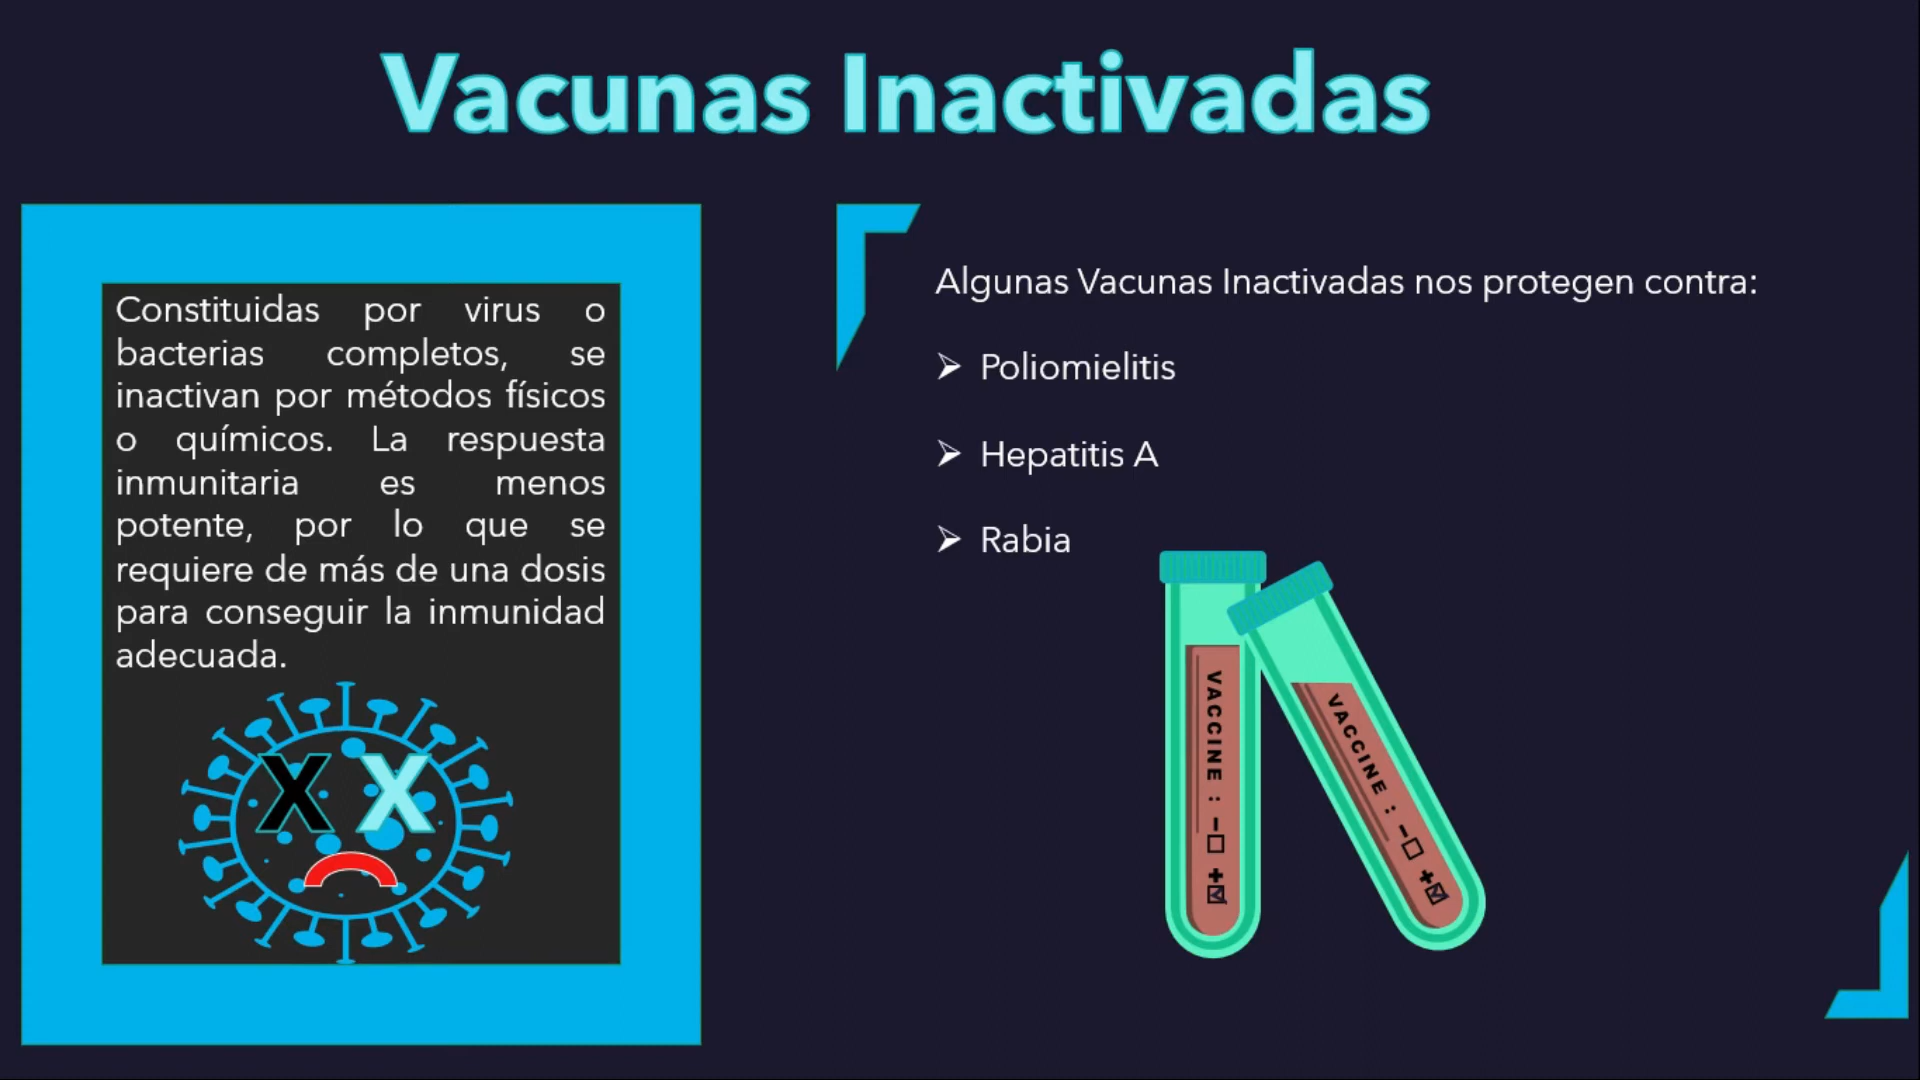 Vacunas Inactivadas
Constituidas por virus o
bacterias completos, se
inactivan por métodos físicos
o químicos. La respuesta
inmunitaria es menos
potente, por lo que se
requiere de más de una dosis
para conseguir la inmunidad
adecuada.
X X
Algunas Vacunas Inactivadas nos protegen contra:
➢ Poliomielitis
➢ Hepatitis A
➢ Rabia
VACCINE : -☐ +☑
VACCINE : -☐ +☑